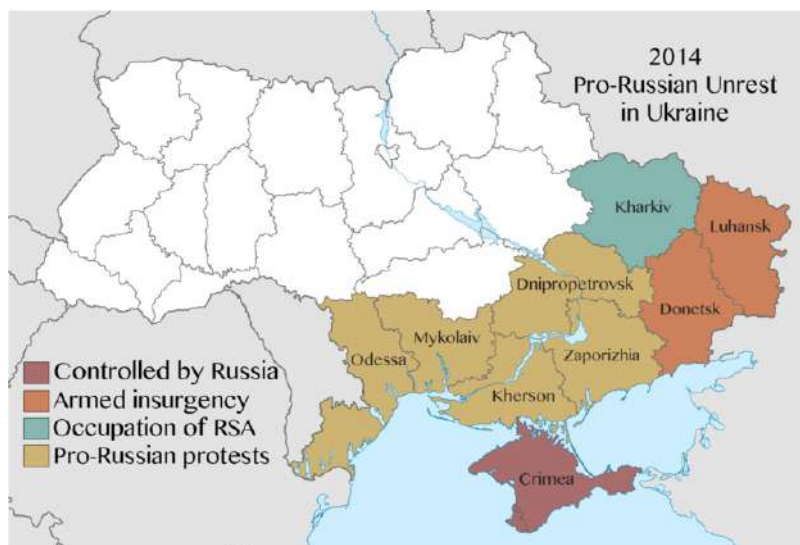 2014
Pro-Russian Unrest
in Ukraine
Kharkiv
Luhansk
Dnipropetrovsk
Donetsk
Mykolaiv
Odessa
Zaporizhia
Kherson
Crimea
Controlled by Russia
Armed insurgency
Occupation of RSA
Pro-Russian protests